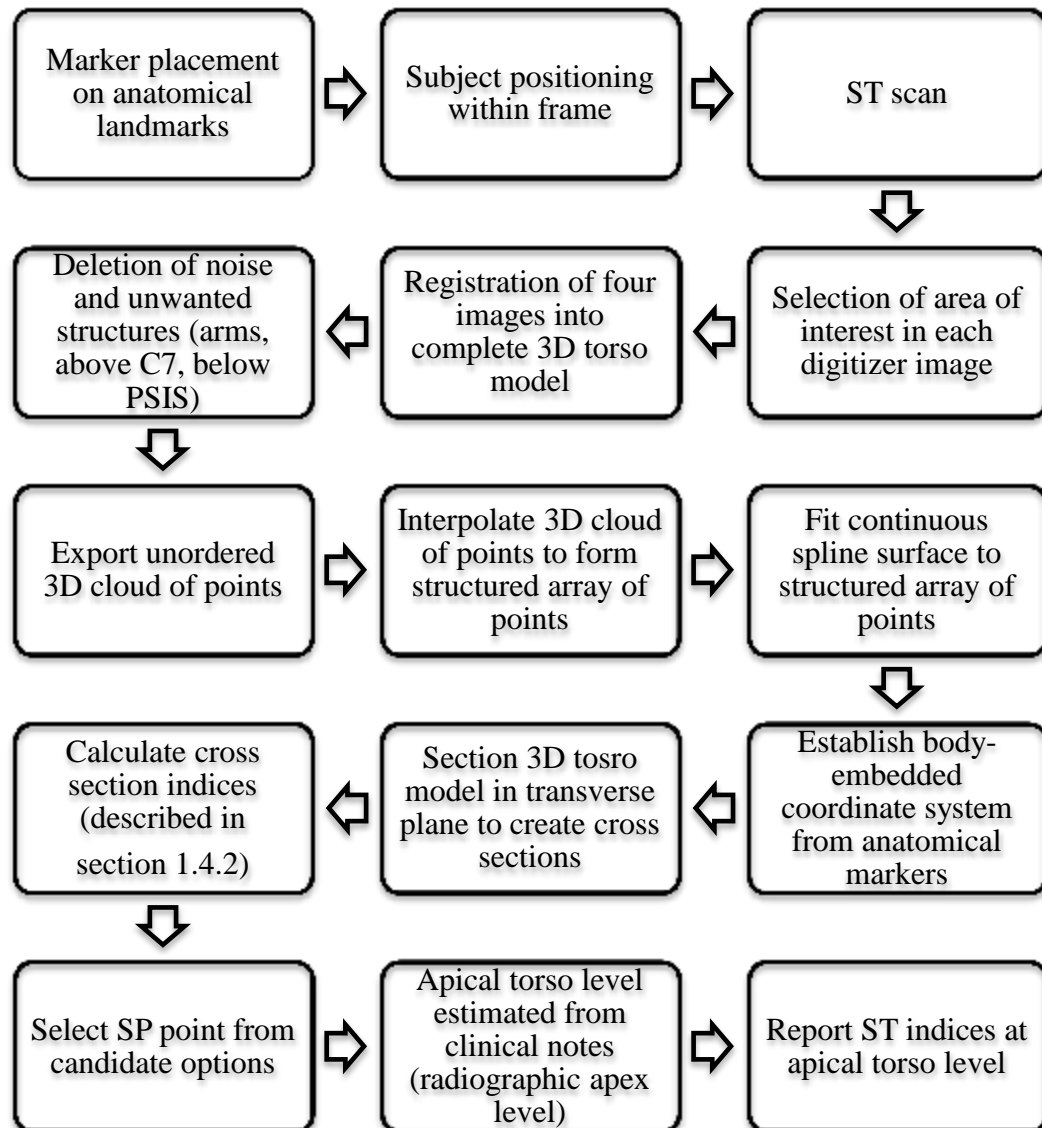 Marker placement
on anatomical
landmarks
Subject positioning
within frame
ST scan
Selection of area of
interest in each
digitizer image
Registration of four
images into
complete 3D torso
model
Deletion of noise
and unwanted
structures (arms,
above C7, below
PSIS)
Export unordered
3D cloud of points
Interpolate 3D cloud
of points to form
structured array of
points
Fit continuous
spline surface to
structured array of
points
Establish body-
embedded
coordinate system
from anatomical
markers
Section 3D tosro
model in transverse
plane to create cross
sections
Calculate cross
section indices
(described in
section 1.4.2)
Select SP point from
candidate options
Apical torso level
estimated from
clinical notes
(radiographic apex
level)
Report ST indices at
apical torso level